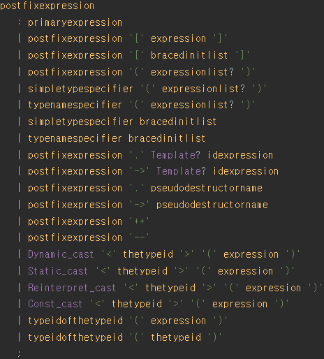 postfixexpression
: primaryexpression
| postfixexpression '[' expression ']'
| postfixexpression '[' bracedinitlist ']'
| postfixexpression '(' expressionlist? ')'
| simpletypespecifier '(' expressionlist? ')'
| typenamespecifier '(' expressionlist? ')'
| simpletypespecifier bracedinitlist
| typenamespecifier bracedinitlist
| postfixexpression '.' Template? idexpression
| postfixexpression '->' Template? idexpression
| postfixexpression '.' pseudodestructorname
| postfixexpression '->' pseudodestructorname
| postfixexpression '++'
| postfixexpression '--'
| Dynamic_cast '<' thetypeid '>' '(' expression ')'
| Static_cast '<' thetypeid '>' '(' expression ')'
| Reinterpret_cast '<' thetypeid '>' '(' expression ')'
| Const_cast '<' thetypeid '>' '(' expression ')'
| typeidofthetypeid '(' expression ')'
| typeidofthetypeid '(' thetypeid ')'
;